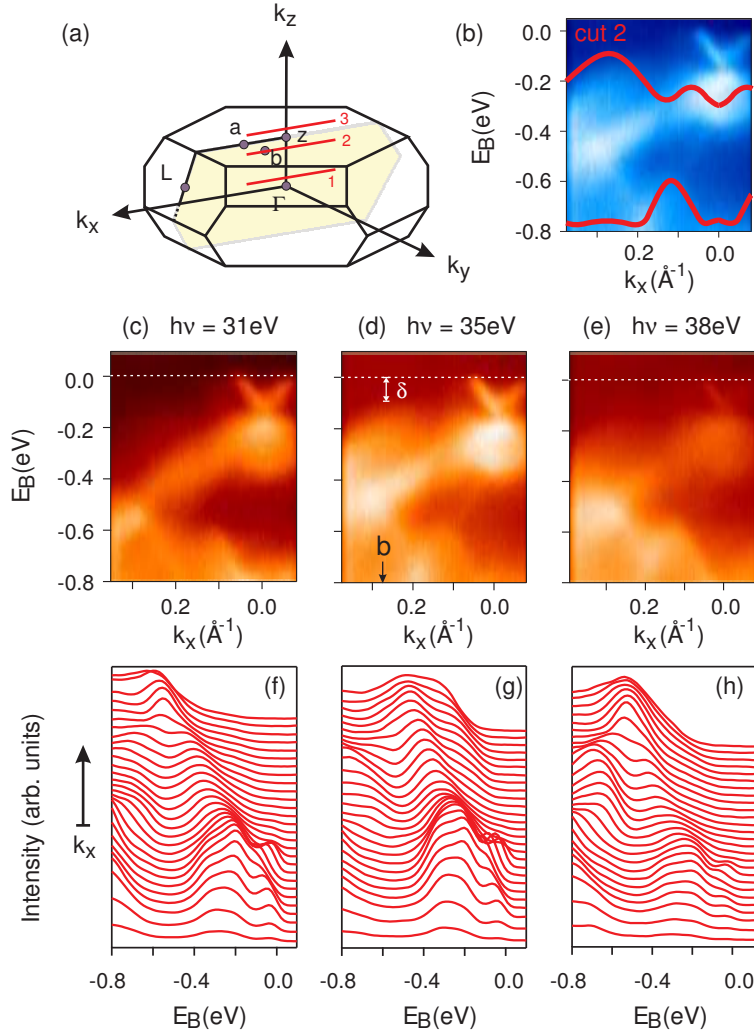 (a)
k_z
3
a
z
2
b
L
1
Γ
k_x
k_y
(b)
cut 2
E_B(eV)
0.0
-0.2
-0.4
-0.6
-0.8
0.2
0.0
k_x(Å⁻¹)
(c) hν = 31eV
(d) hν = 35eV
(e) hν = 38eV
E_B(eV)
0.0
-0.2
-0.4
-0.6
-0.8
δ
b
0.2
0.0
0.2
0.0
0.2
0.0
k_x(Å⁻¹)
k_x(Å⁻¹)
k_x(Å⁻¹)
Intensity (arb. units)
k_x
(f)
(g)
(h)
-0.8
-0.4
0.0
-0.8
-0.4
0.0
-0.8
-0.4
0.0
E_B(eV)
E_B(eV)
E_B(eV)